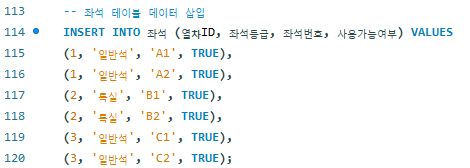 113 -- 좌석 테이블 데이터 삽입
114 INSERT INTO 좌석 (열차ID, 좌석등급, 좌석번호, 사용가능여부) VALUES
115 (1, '일반석', 'A1', TRUE),
116 (1, '일반석', 'A2', TRUE),
117 (2, '특실', 'B1', TRUE),
118 (2, '특실', 'B2', TRUE),
119 (3, '일반석', 'C1', TRUE),
120 (3, '일반석', 'C2', TRUE);